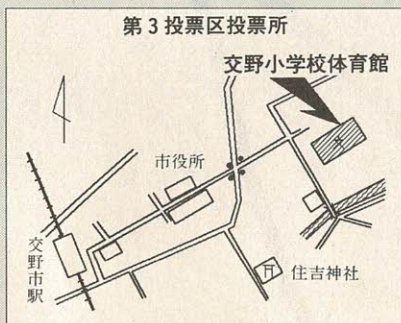 第3投票区投票所
交野小学校体育館
市役所
交野市駅
住吉神社